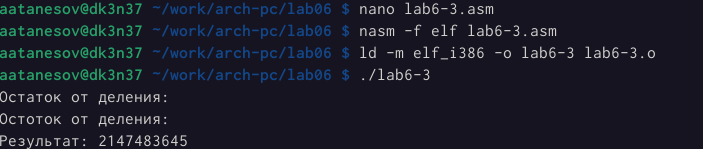 aatanesov@dk3n37 ~/work/arch-pc/lab06 $ nano lab6-3.asm
aatanesov@dk3n37 ~/work/arch-pc/lab06 $ nasm -f elf lab6-3.asm
aatanesov@dk3n37 ~/work/arch-pc/lab06 $ ld -m elf_i386 -o lab6-3 lab6-3.o
aatanesov@dk3n37 ~/work/arch-pc/lab06 $ ./lab6-3
Остаток от деления:
Остоток от деления:
Результат: 2147483645